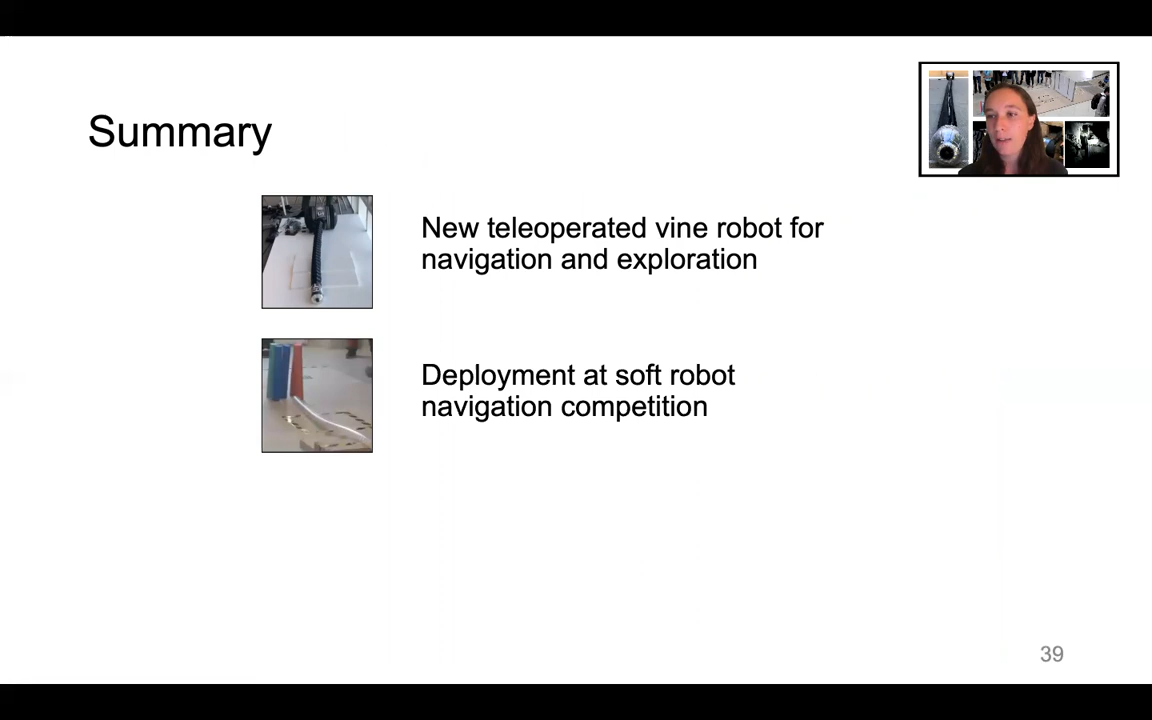 Summary
New teleoperated vine robot for
navigation and exploration
Deployment at soft robot
navigation competition
39